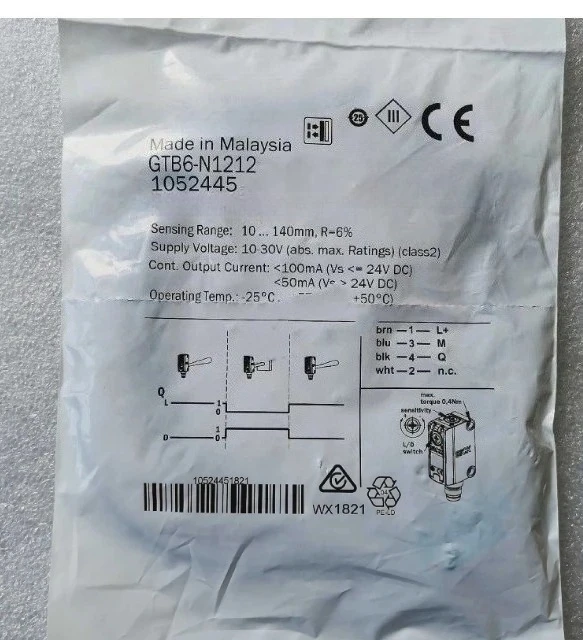 Made in Malaysia
GTB6-N1212
1052445
25
III
CE
Sensing Range: 10 ... 140mm, R=6%
Supply Voltage: 10-30V (abs. max. Ratings) (class2)
Cont. Output Current: <100mA (Vs <= 24V DC)
<50mA (Vs > 24V DC)
Operating Temp.: -25°C +50°C)
brn —1— L+
blu —3— M
blk —4— Q
wht —2— n.c.
Q
L 1
0
D 1
0
max.
torque 0,4Nm
sensitivity
L/D
switch
10524451821
WX1821
04
PE-LD